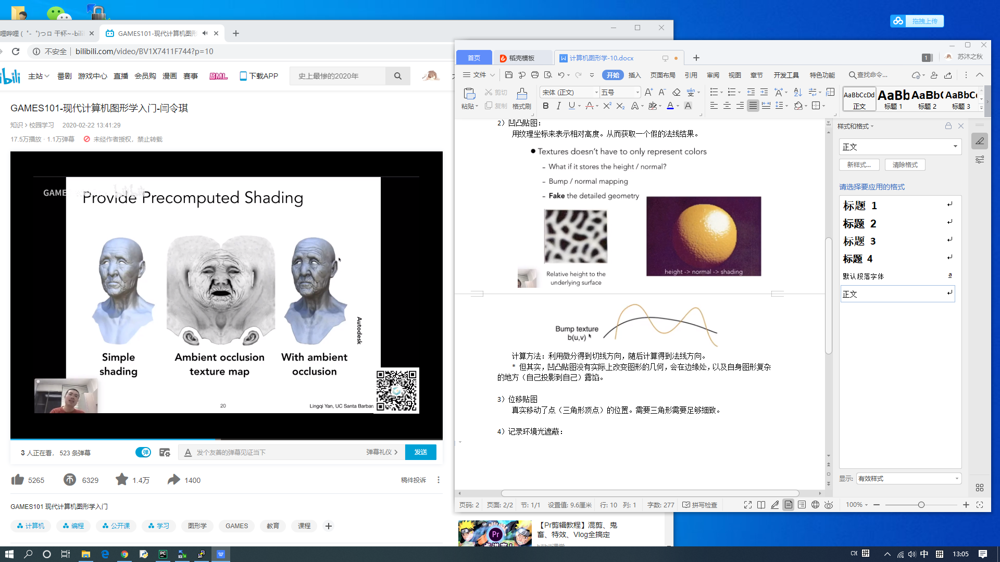 拖拽上传
哩哔哩 (゜-゜)つロ 干杯~-bili
GAMES101-现代计算机图形
不安全
bilibili.com/video/BV1X7411F744?p=10
主站
番剧
游戏中心
直播
会员购
漫画
赛事
BML
下载APP
史上最惨的2020年
GAMES101-现代计算机图形学入门-闫令琪
知识 > 校园学习 2020-02-22 13:41:29
17.5万播放 · 1.1万弹幕 未经作者授权，禁止转载
GAME
Provide Precomputed Shading
Simple
shading
Ambient occlusion
texture map
With ambient
occlusion
Autodesk
20
Lingqi Yan, UC Santa Barbar
3 人正在看， 523 条弹幕
弹
发个友善的弹幕见证当下
弹幕礼仪 >
发送
5265
6329
1.4万
1400
稿件投诉
GAMES101 现代计算机图形学入门
计算机
编程
公开课
学习
图形学
GAMES
教育
课程
首页
稻壳模板
计算机图形学-10.docx
1
苏沐之秋
文件
开始
插入
页面布局
引用
审阅
视图
章节
开发工具
特色功能
查找命令...
粘贴
剪切
复制
格式刷
宋体 (正文)
五号
AaBbCcDd
正文
AaBb
标题 1
AaBb(
标题 2
AaBbC
标题 3
2）凹凸贴图：
用纹理坐标来表示相对高度。从而获取一个假的法线结果。
Textures doesn't have to only represent colors
- What if it stores the height / normal?
- Bump / normal mapping
- Fake the detailed geometry
Relative height to the
underlying surface
height -> normal -> shading
Bump texture
b(u,v)
计算方法：利用微分得到切线方向，随后计算得到法线方向。
* 但其实，凹凸贴图没有实际上改变图形的几何，会在边缘处，以及自身图形复杂
的地方（自己投影到自己）露馅。
3）位移贴图
真实移动了点（三角形顶点）的位置。需要三角形需要足够细致。
4）记录环境光遮蔽：
样式和格式
正文
新样式...
清除格式
请选择要应用的格式
标题 1
标题 2
标题 3
标题 4
默认段落字体
正文
显示:
有效样式
页码: 2
页面: 2/2
节: 1/1
设置值: 9.6厘米
行: 10
列: 1
字数: 277
拼写检查
100%
Pr
【Pr剪辑教程】混剪、鬼
畜、特效、Vlog全搞定
CH 拼
中
拼
13:05